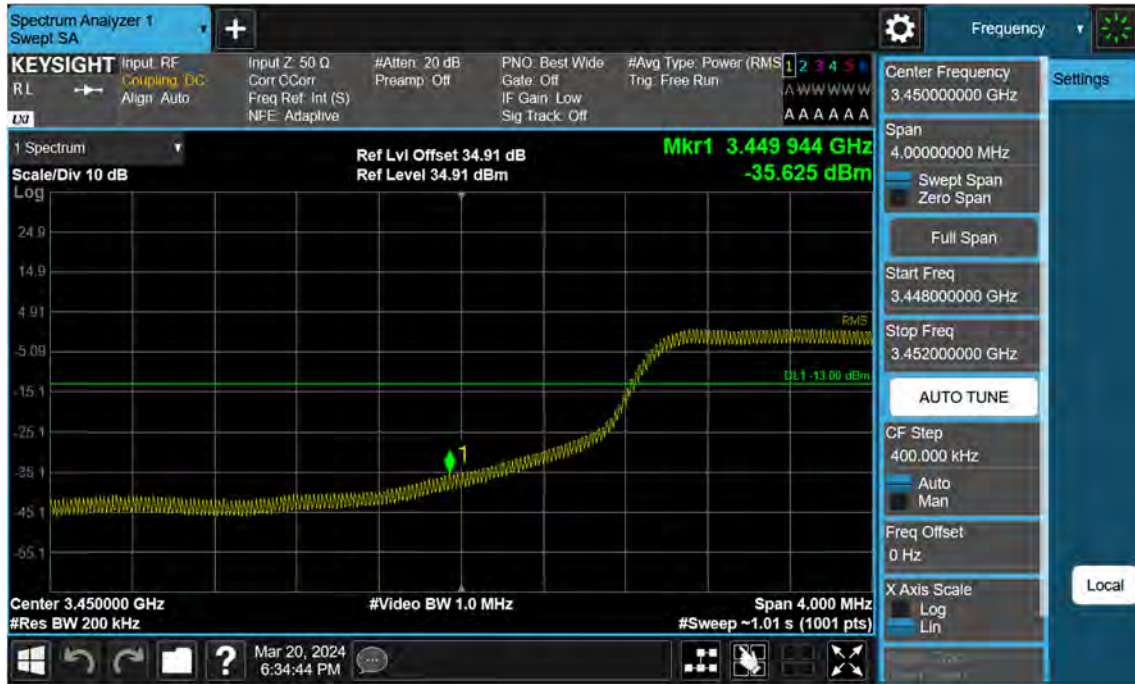 Spectrum Analyzer 1
Swept SA
+
Frequency
KEYSIGHT
RL
LXI
Input: RF
Coupling: DC
Align: Auto
Input Z: 50 Ω
Corr CCorr
Freq Ref: Int (S)
NFE: Adaptive
#Atten: 20 dB
Preamp: Off
PNO: Best Wide
Gate: Off
IF Gain: Low
Sig Track: Off
#Avg Type: Power (RMS
Trig: Free Run
1 2 3 4 5 6
A W W W W W
A A A A A A
1 Spectrum
Scale/Div 10 dB
Ref Lvl Offset 34.91 dB
Ref Level 34.91 dBm
Mkr1 3.449 944 GHz
-35.625 dBm
Log
24.9
14.9
4.91
-5.09
-15.1
-25.1
-35.1
-45.1
-55.1
RMS
DL1 -13.00 dBm
1
Center 3.450000 GHz
#Res BW 200 kHz
#Video BW 1.0 MHz
Span 4.000 MHz
#Sweep ~1.01 s (1001 pts)
Center Frequency
3.450000000 GHz
Settings
Span
4.00000000 MHz
Swept Span
Zero Span
Full Span
Start Freq
3.448000000 GHz
Stop Freq
3.452000000 GHz
AUTO TUNE
CF Step
400.000 kHz
Auto
Man
Freq Offset
0 Hz
X Axis Scale
Log
Lin
Local
?
Mar 20, 2024
6:34:44 PM